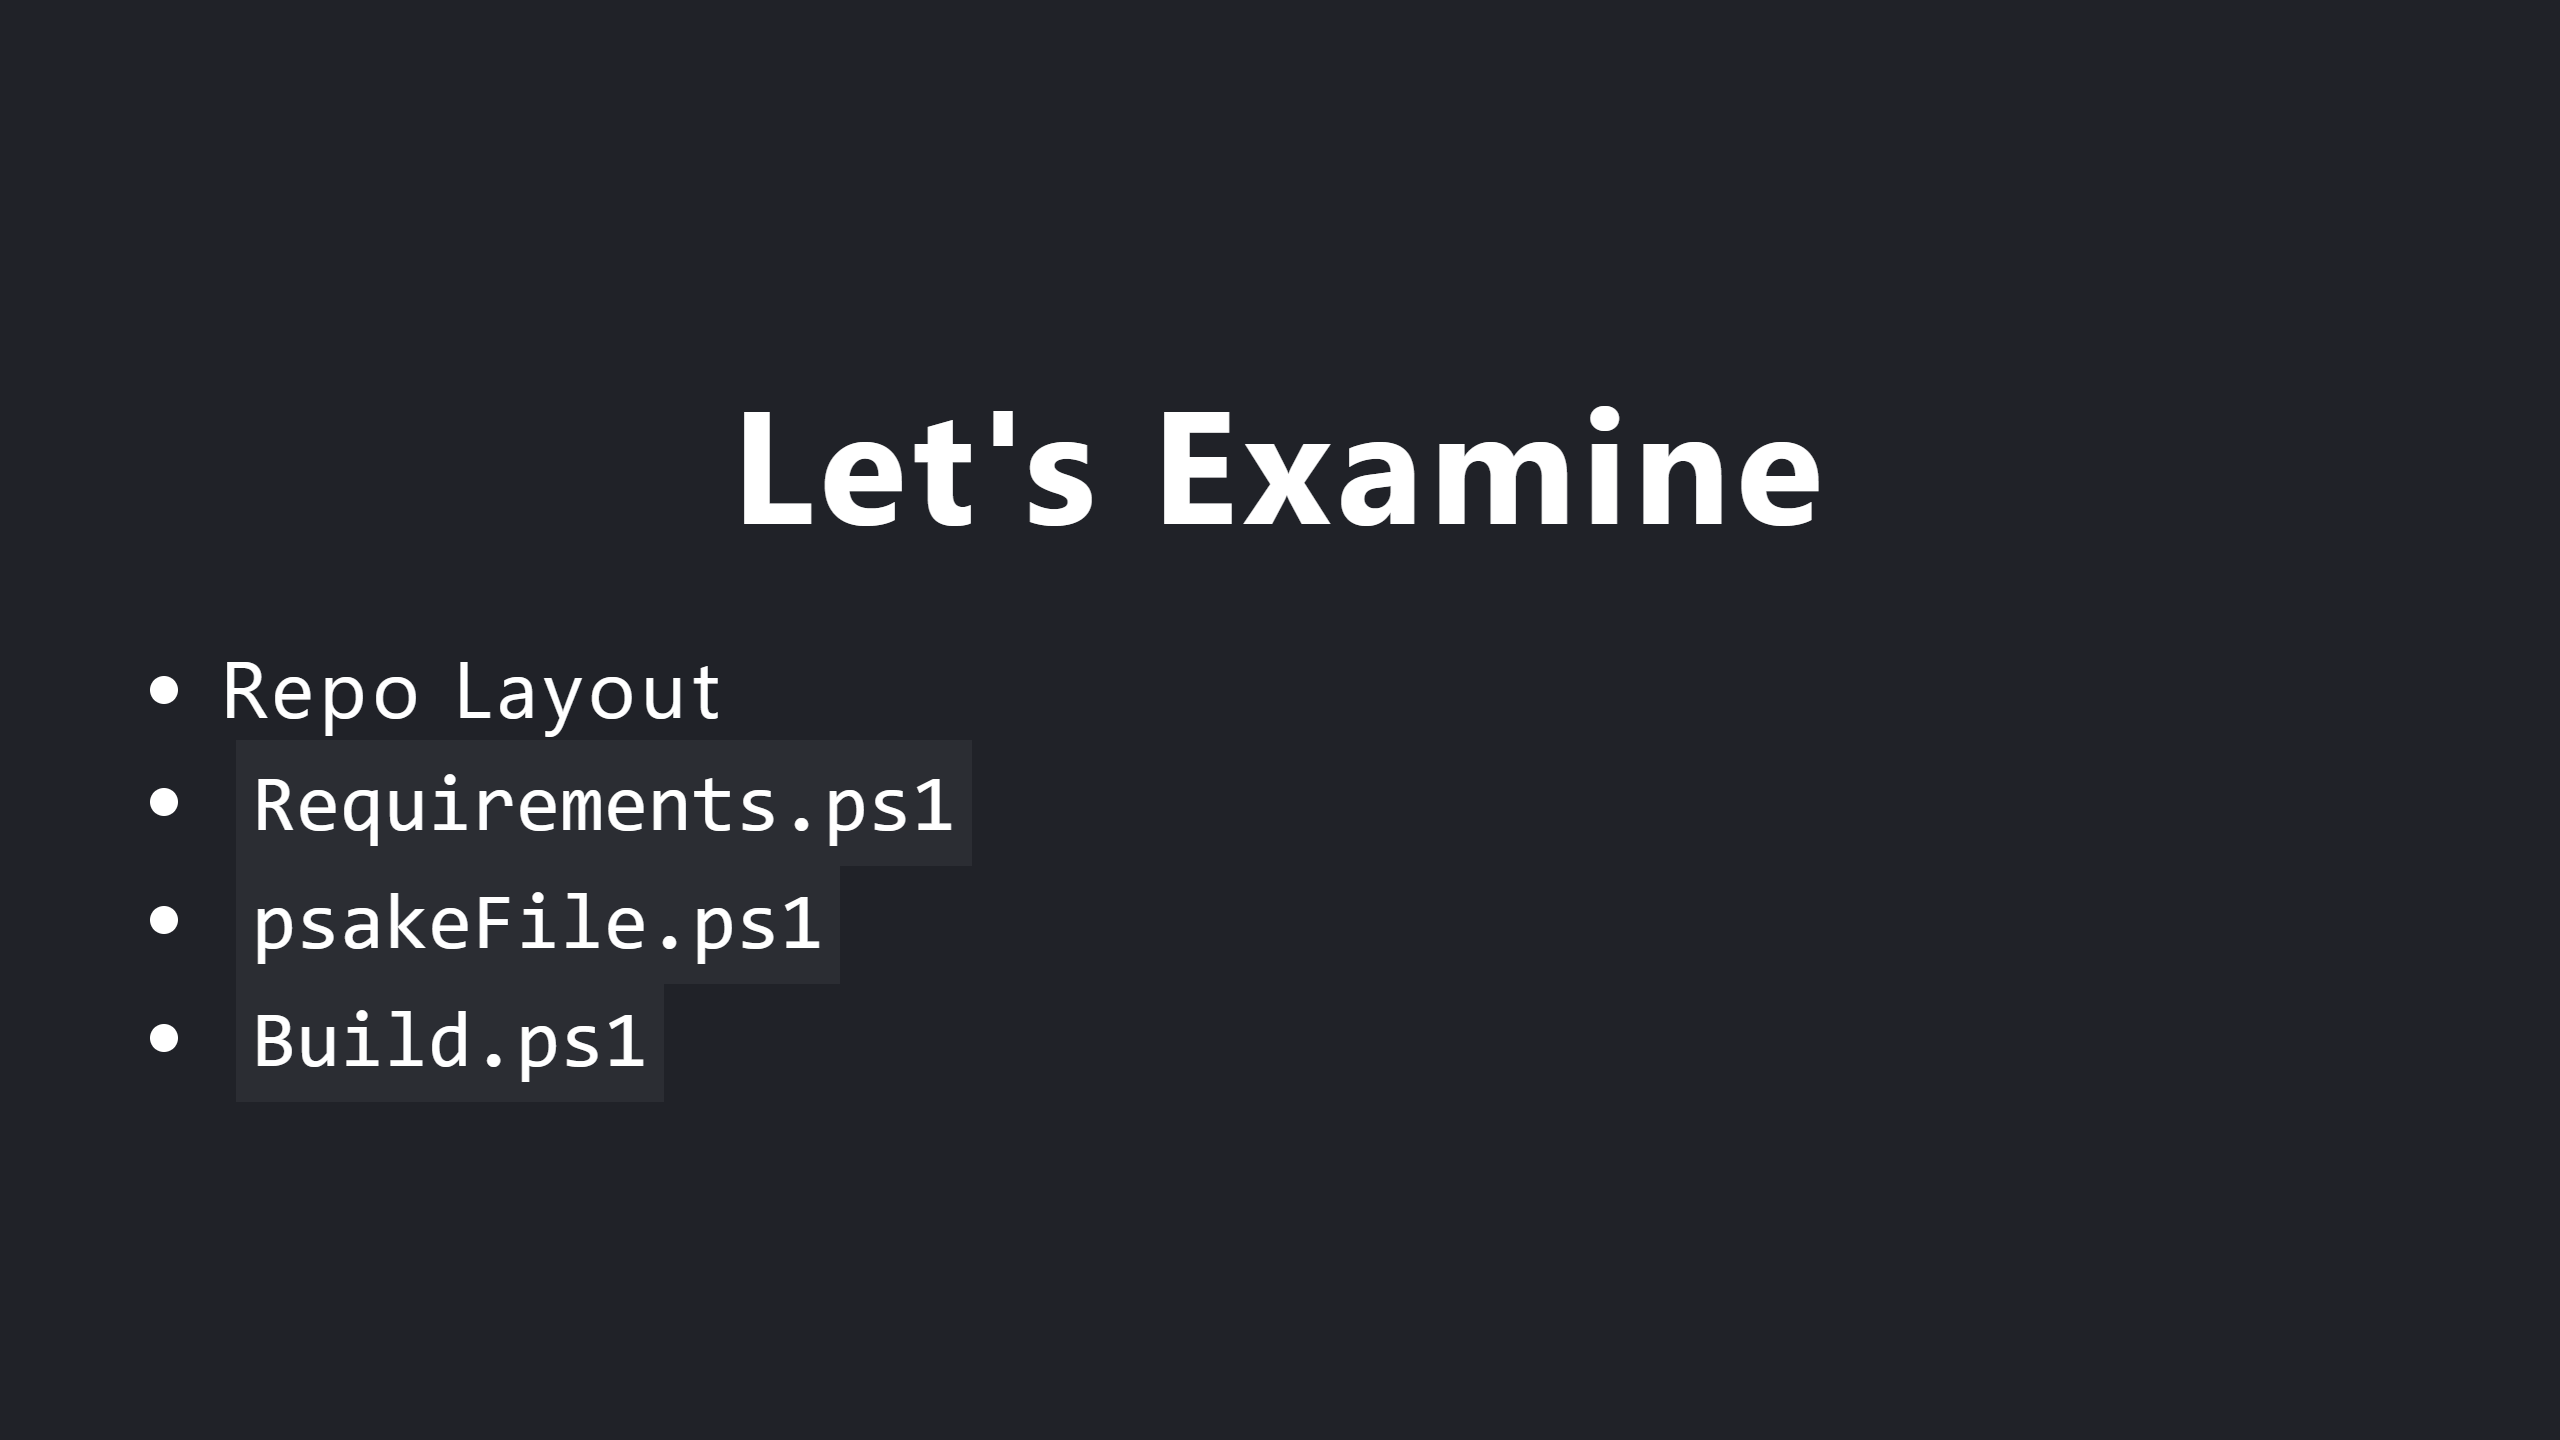 Let's Examine
Repo Layout
Requirements.ps1
psakeFile.ps1
Build.ps1